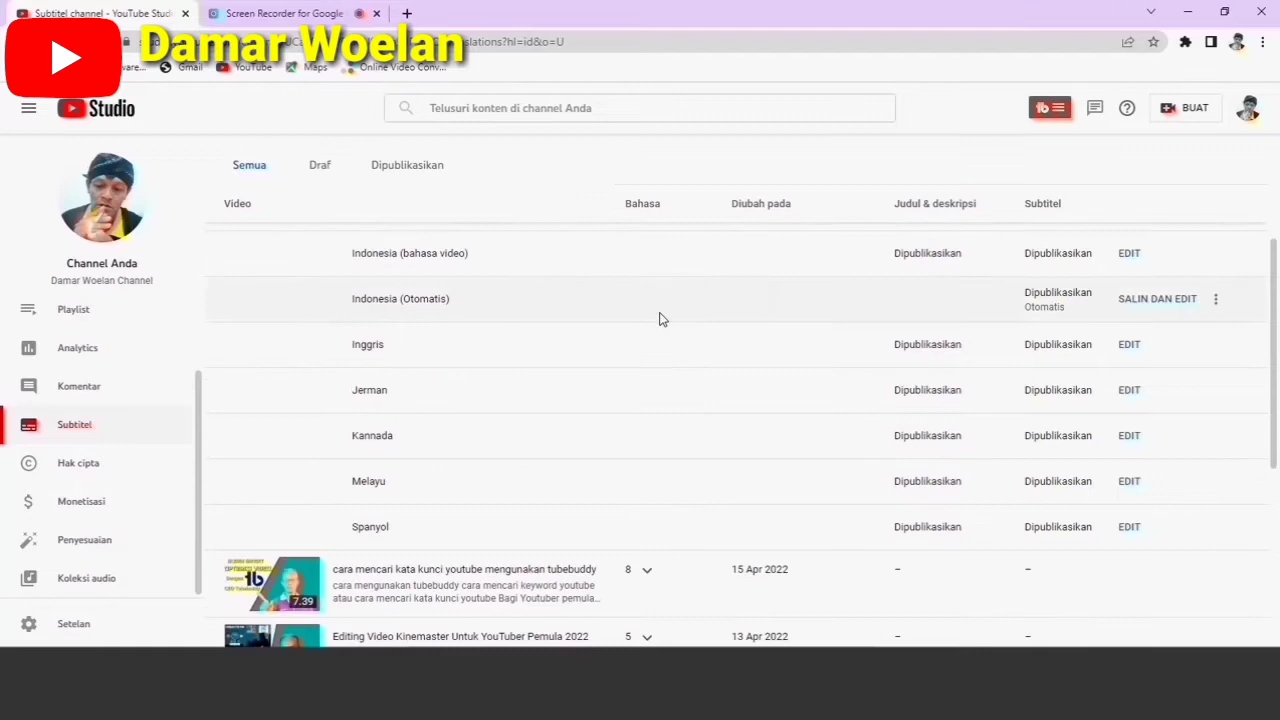 Subtitel channel - YouTube Stud
Screen Recorder for Google
Damar Woelan
anslations?hl=id&o=U
Gmail
YouTube
Maps
Online Video Conv...
Studio
Telusuri konten di channel Anda
BUAT
Channel Anda
Damar Woelan Channel
Playlist
Analytics
Komentar
Subtitel
Hak cipta
Monetisasi
Penyesuaian
Koleksi audio
Setelan
Semua Draf Dipublikasikan
Video Bahasa Diubah pada Judul & deskripsi Subtitel
Indonesia (bahasa video) Dipublikasikan Dipublikasikan EDIT
Indonesia (Otomatis) Dipublikasikan SALIN DAN EDIT
Otomatis
Inggris Dipublikasikan Dipublikasikan EDIT
Jerman Dipublikasikan Dipublikasikan EDIT
Kannada Dipublikasikan Dipublikasikan EDIT
Melayu Dipublikasikan Dipublikasikan EDIT
Spanyol Dipublikasikan Dipublikasikan EDIT
7.39
cara mencari kata kunci youtube mengunakan tubebuddy 8 15 Apr 2022 – –
cara mengunakan tubebuddy cara mencari keyword youtube
atau cara mencari kata kunci youtube Bagi Youtuber pemula...
Editing Video Kinemaster Untuk YouTuber Pemula 2022 5 13 Apr 2022 – –